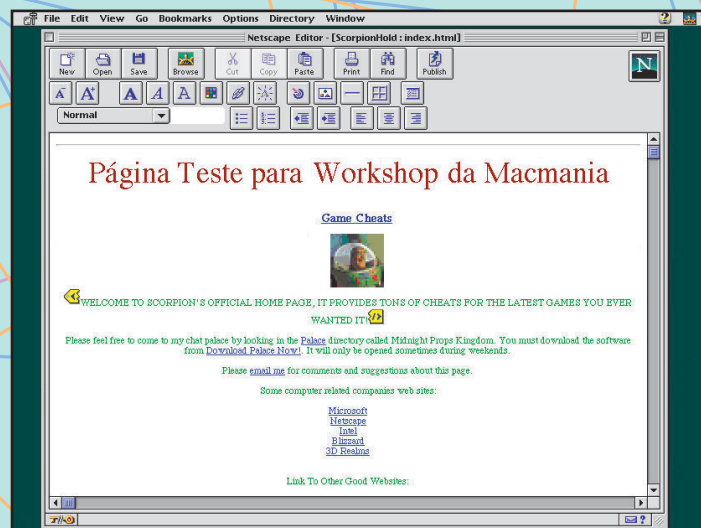 File Edit View Go Bookmarks Options Directory Window
Netscape Editor - [ScorpionHold : index.html]
New Open Save Browse Cut Copy Paste Print Find Publish
N
Normal
Página Teste para Workshop da Macmania
Game Cheats
WELCOME TO SCORPION'S OFFICIAL HOME PAGE, IT PROVIDES TONS OF CHEATS FOR THE LATEST GAMES YOU EVER
WANTED IT!
Please feel free to come to my chat palace by looking in the Palace directory called Midnight Props Kingdom. You must download the software
from Download Palace Now!. It will only be opened sometimes during weekends.
Please email me for comments and suggestions about this page.
Some computer related companies web sites:
Microsoft
Netscape
Intel
Blizzard
3D Realms
Link To Other Good Websites: